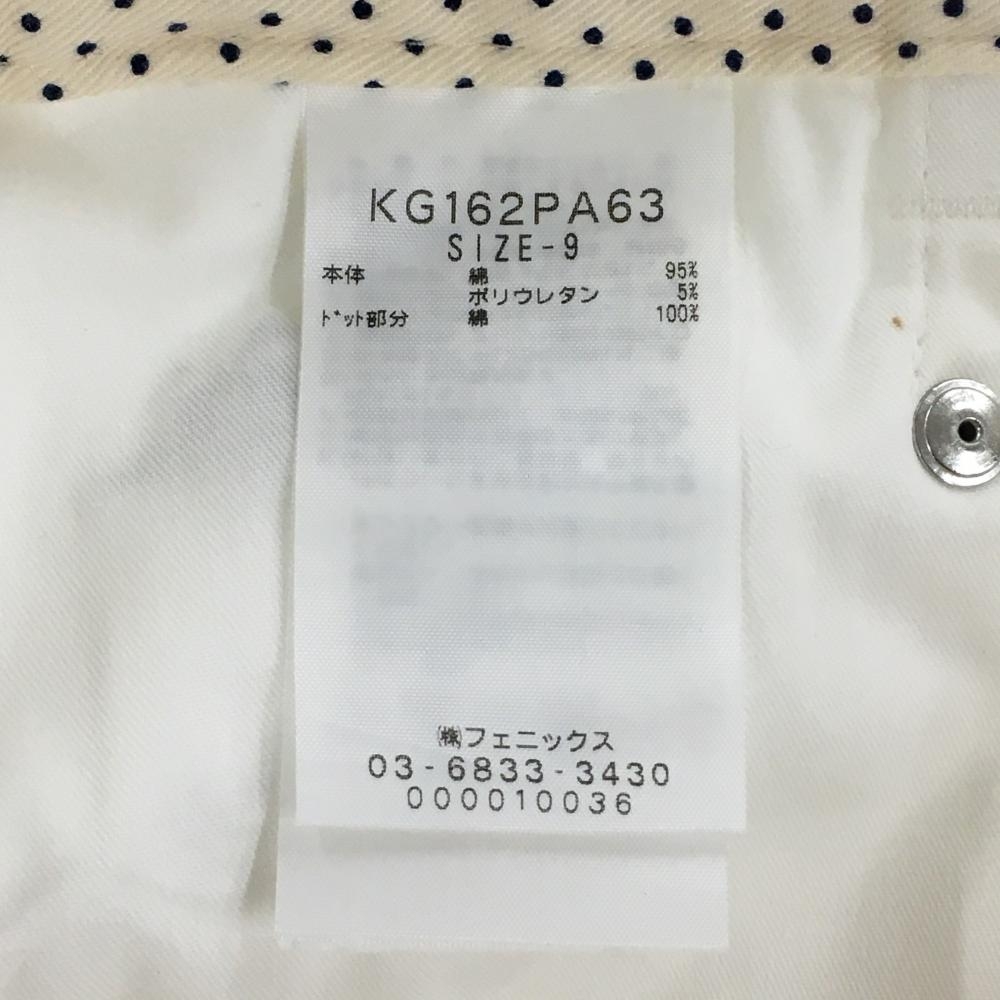 KG162PA63
SIZE-9
本体 綿 95%
ポリウレタン 5%
ﾄﾞｯﾄ部分 綿 100%
㈱フェニックス
03-6833-3430
000010036